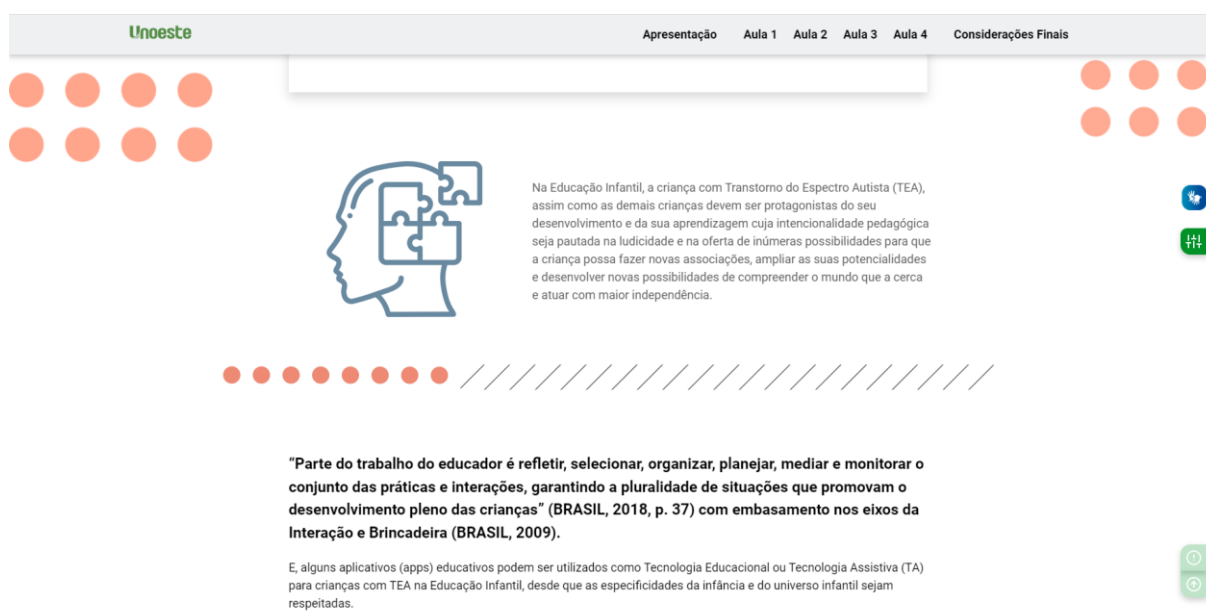 Unoeste
Apresentação Aula 1 Aula 2 Aula 3 Aula 4 Considerações Finais
Na Educação Infantil, a criança com Transtorno do Espectro Autista (TEA),
assim como as demais crianças devem ser protagonistas do seu
desenvolvimento e da sua aprendizagem cuja intencionalidade pedagógica
seja pautada na ludicidade e na oferta de inúmeras possibilidades para que
a criança possa fazer novas associações, ampliar as suas potencialidades
e desenvolver novas possibilidades de compreender o mundo que a cerca
e atuar com maior independência.
“Parte do trabalho do educador é refletir, selecionar, organizar, planejar, mediar e monitorar o
conjunto das práticas e interações, garantindo a pluralidade de situações que promovam o
desenvolvimento pleno das crianças” (BRASIL, 2018, p. 37) com embasamento nos eixos da
Interação e Brincadeira (BRASIL, 2009).
E, alguns aplicativos (apps) educativos podem ser utilizados como Tecnologia Educacional ou Tecnologia Assistiva (TA)
para crianças com TEA na Educação Infantil, desde que as especificidades da infância e do universo infantil sejam
respeitadas.